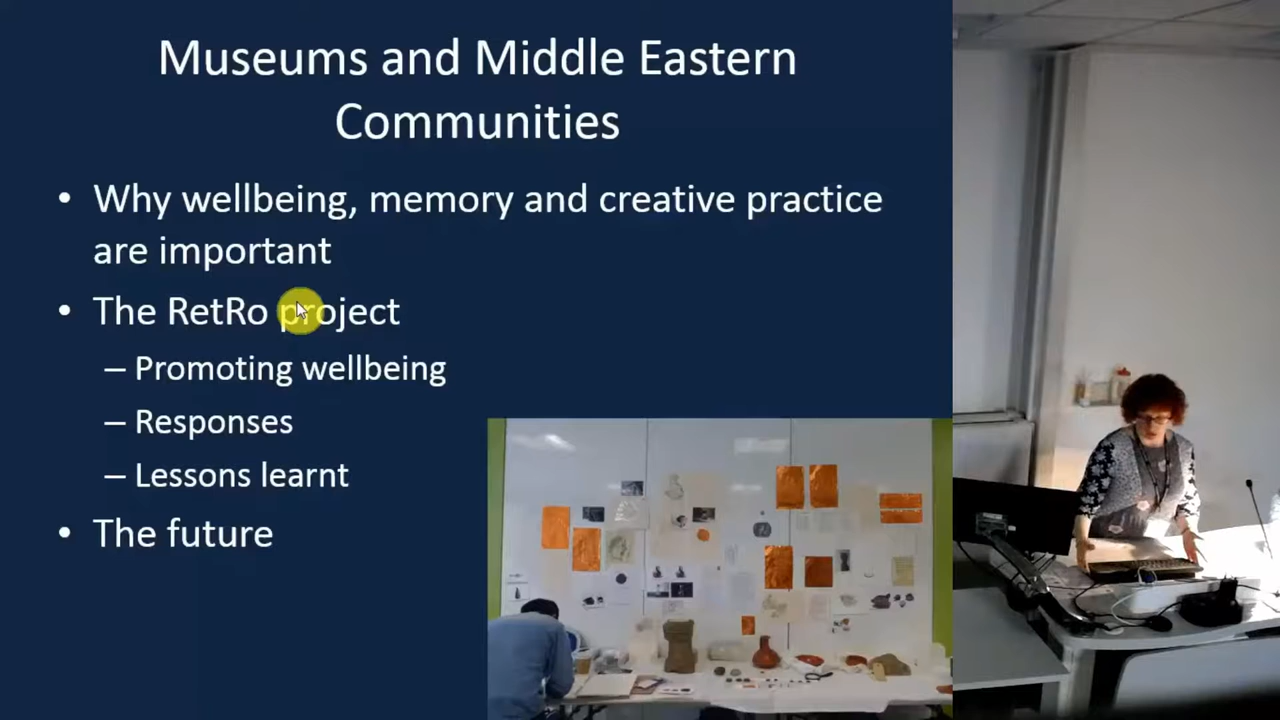 Museums and Middle Eastern
Communities
• Why wellbeing, memory and creative practice
are important
• The RetRo project
– Promoting wellbeing
– Responses
– Lessons learnt
• The future